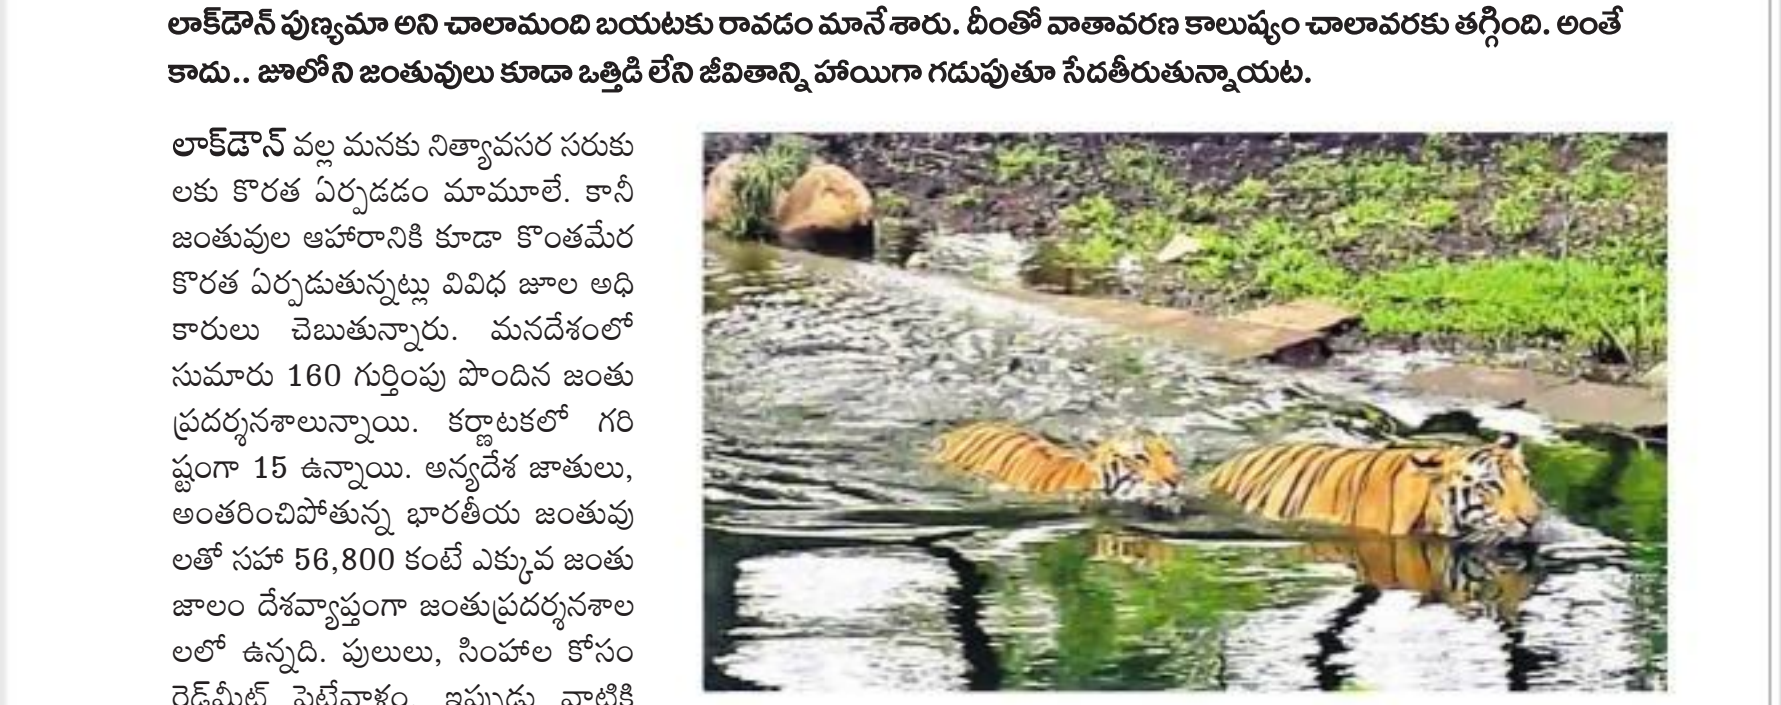 లాక్‌డౌన్ పుణ్యమా అని చాలామంది బయటకు రావడం మానేశారు. దీంతో వాతావరణ కాలుష్యం చాలావరకు తగ్గింది. అంతే
కాదు.. జూలోని జంతువులు కూడా ఒత్తిడి లేని జీవితాన్ని హాయిగా గడుపుతూ సేదతీరుతున్నాయట.
లాక్‌డౌన్ వల్ల మనకు నిత్యావసర సరుకు
లకు కొరత ఏర్పడడం మామూలే. కానీ
జంతువుల ఆహారానికి కూడా కొంతమేర
కొరత ఏర్పడుతున్నట్లు వివిధ జూల అధి
కారులు చెబుతున్నారు. మనదేశంలో
సుమారు 160 గుర్తింపు పొందిన జంతు
ప్రదర్శనశాలున్నాయి. కర్ణాటకలో గరి
ష్టంగా 15 ఉన్నాయి. అన్యదేశ జాతులు,
అంతరించిపోతున్న భారతీయ జంతువు
లతో సహా 56,800 కంటే ఎక్కువ జంతు
జాలం దేశవ్యాప్తంగా జంతుప్రదర్శనశాల
లలో ఉన్నది. పులులు, సింహాల కోసం
రెడ్‌మీట్ పెట్టేవాళ్లం. ఇప్పుడు వాటికి